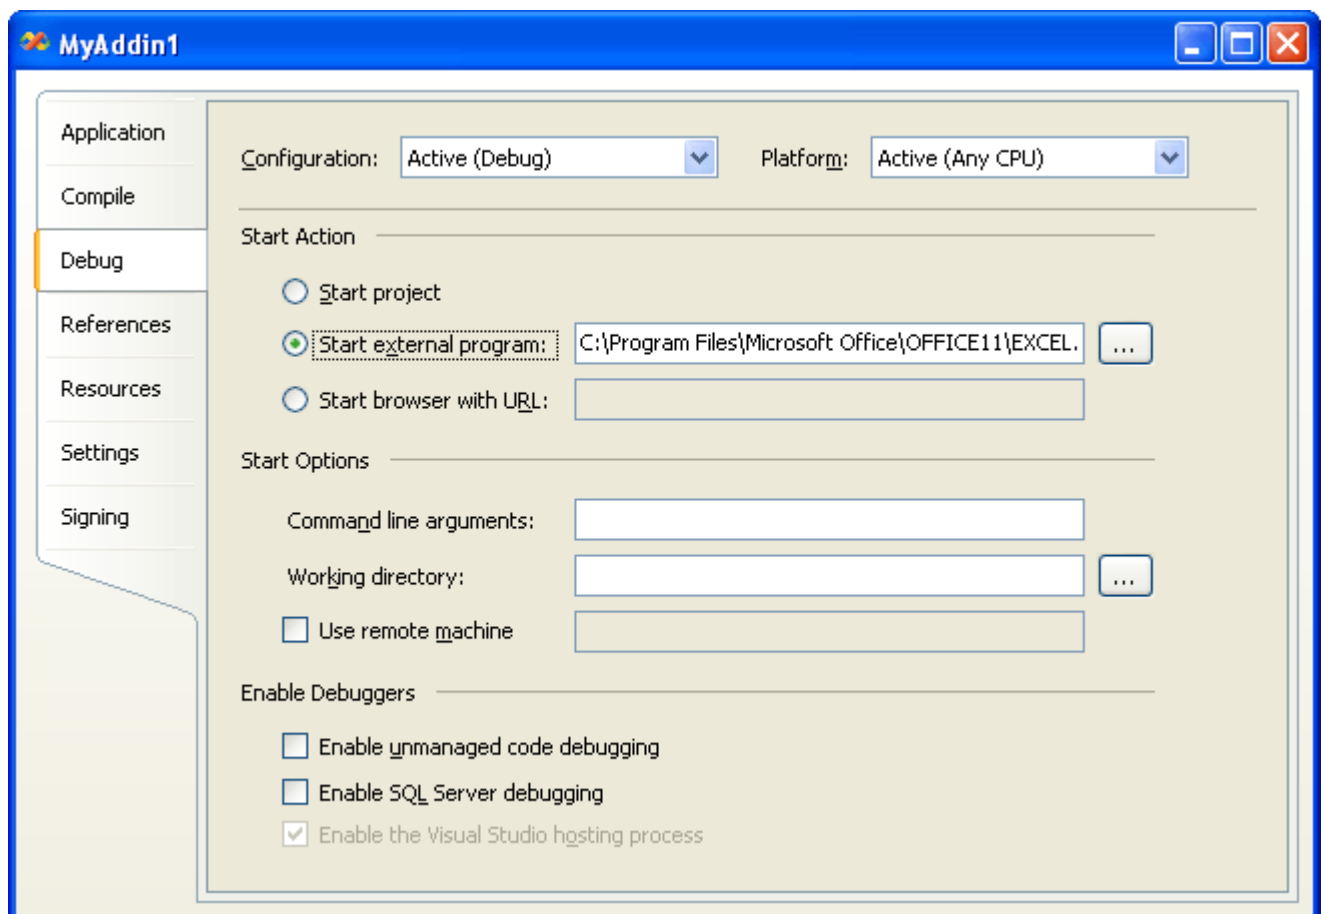 MyAddin1
Application
Compile
Debug
References
Resources
Settings
Signing
Configuration: Active (Debug) Platform: Active (Any CPU)
Start Action
Start project
Start external program: C:\Program Files\Microsoft Office\OFFICE11\EXCEL. ...
Start browser with URL:
Start Options
Command line arguments:
Working directory: ...
Use remote machine
Enable Debuggers
Enable unmanaged code debugging
Enable SQL Server debugging
Enable the Visual Studio hosting process